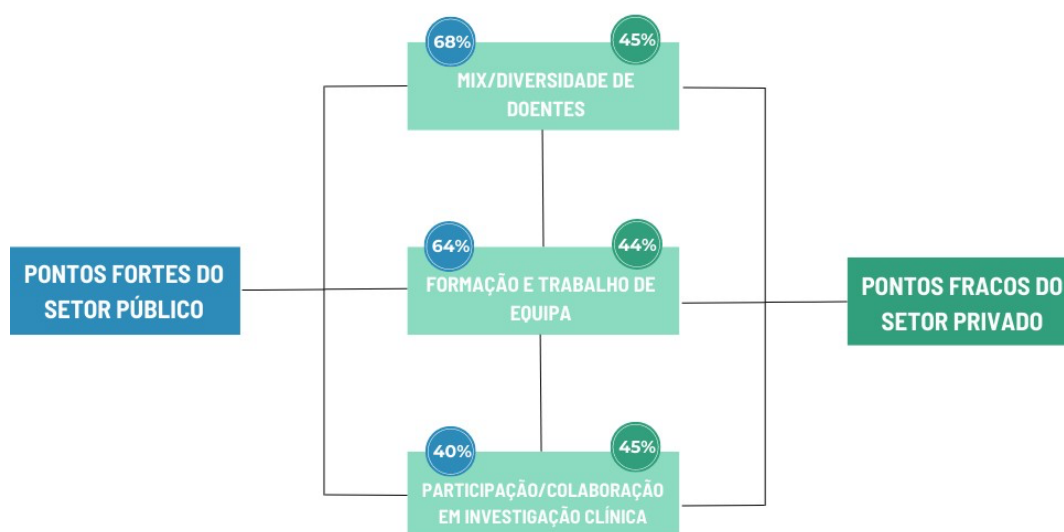 68%
45%
MIX/DIVERSIDADE DE
DOENTES
64%
44%
FORMAÇÃO E TRABALHO DE
EQUIPA
PONTOS FORTES DO
SETOR PÚBLICO
PONTOS FRACOS DO
SETOR PRIVADO
40%
45%
PARTICIPAÇÃO/COLABORAÇÃO
EM INVESTIGAÇÃO CLÍNICA